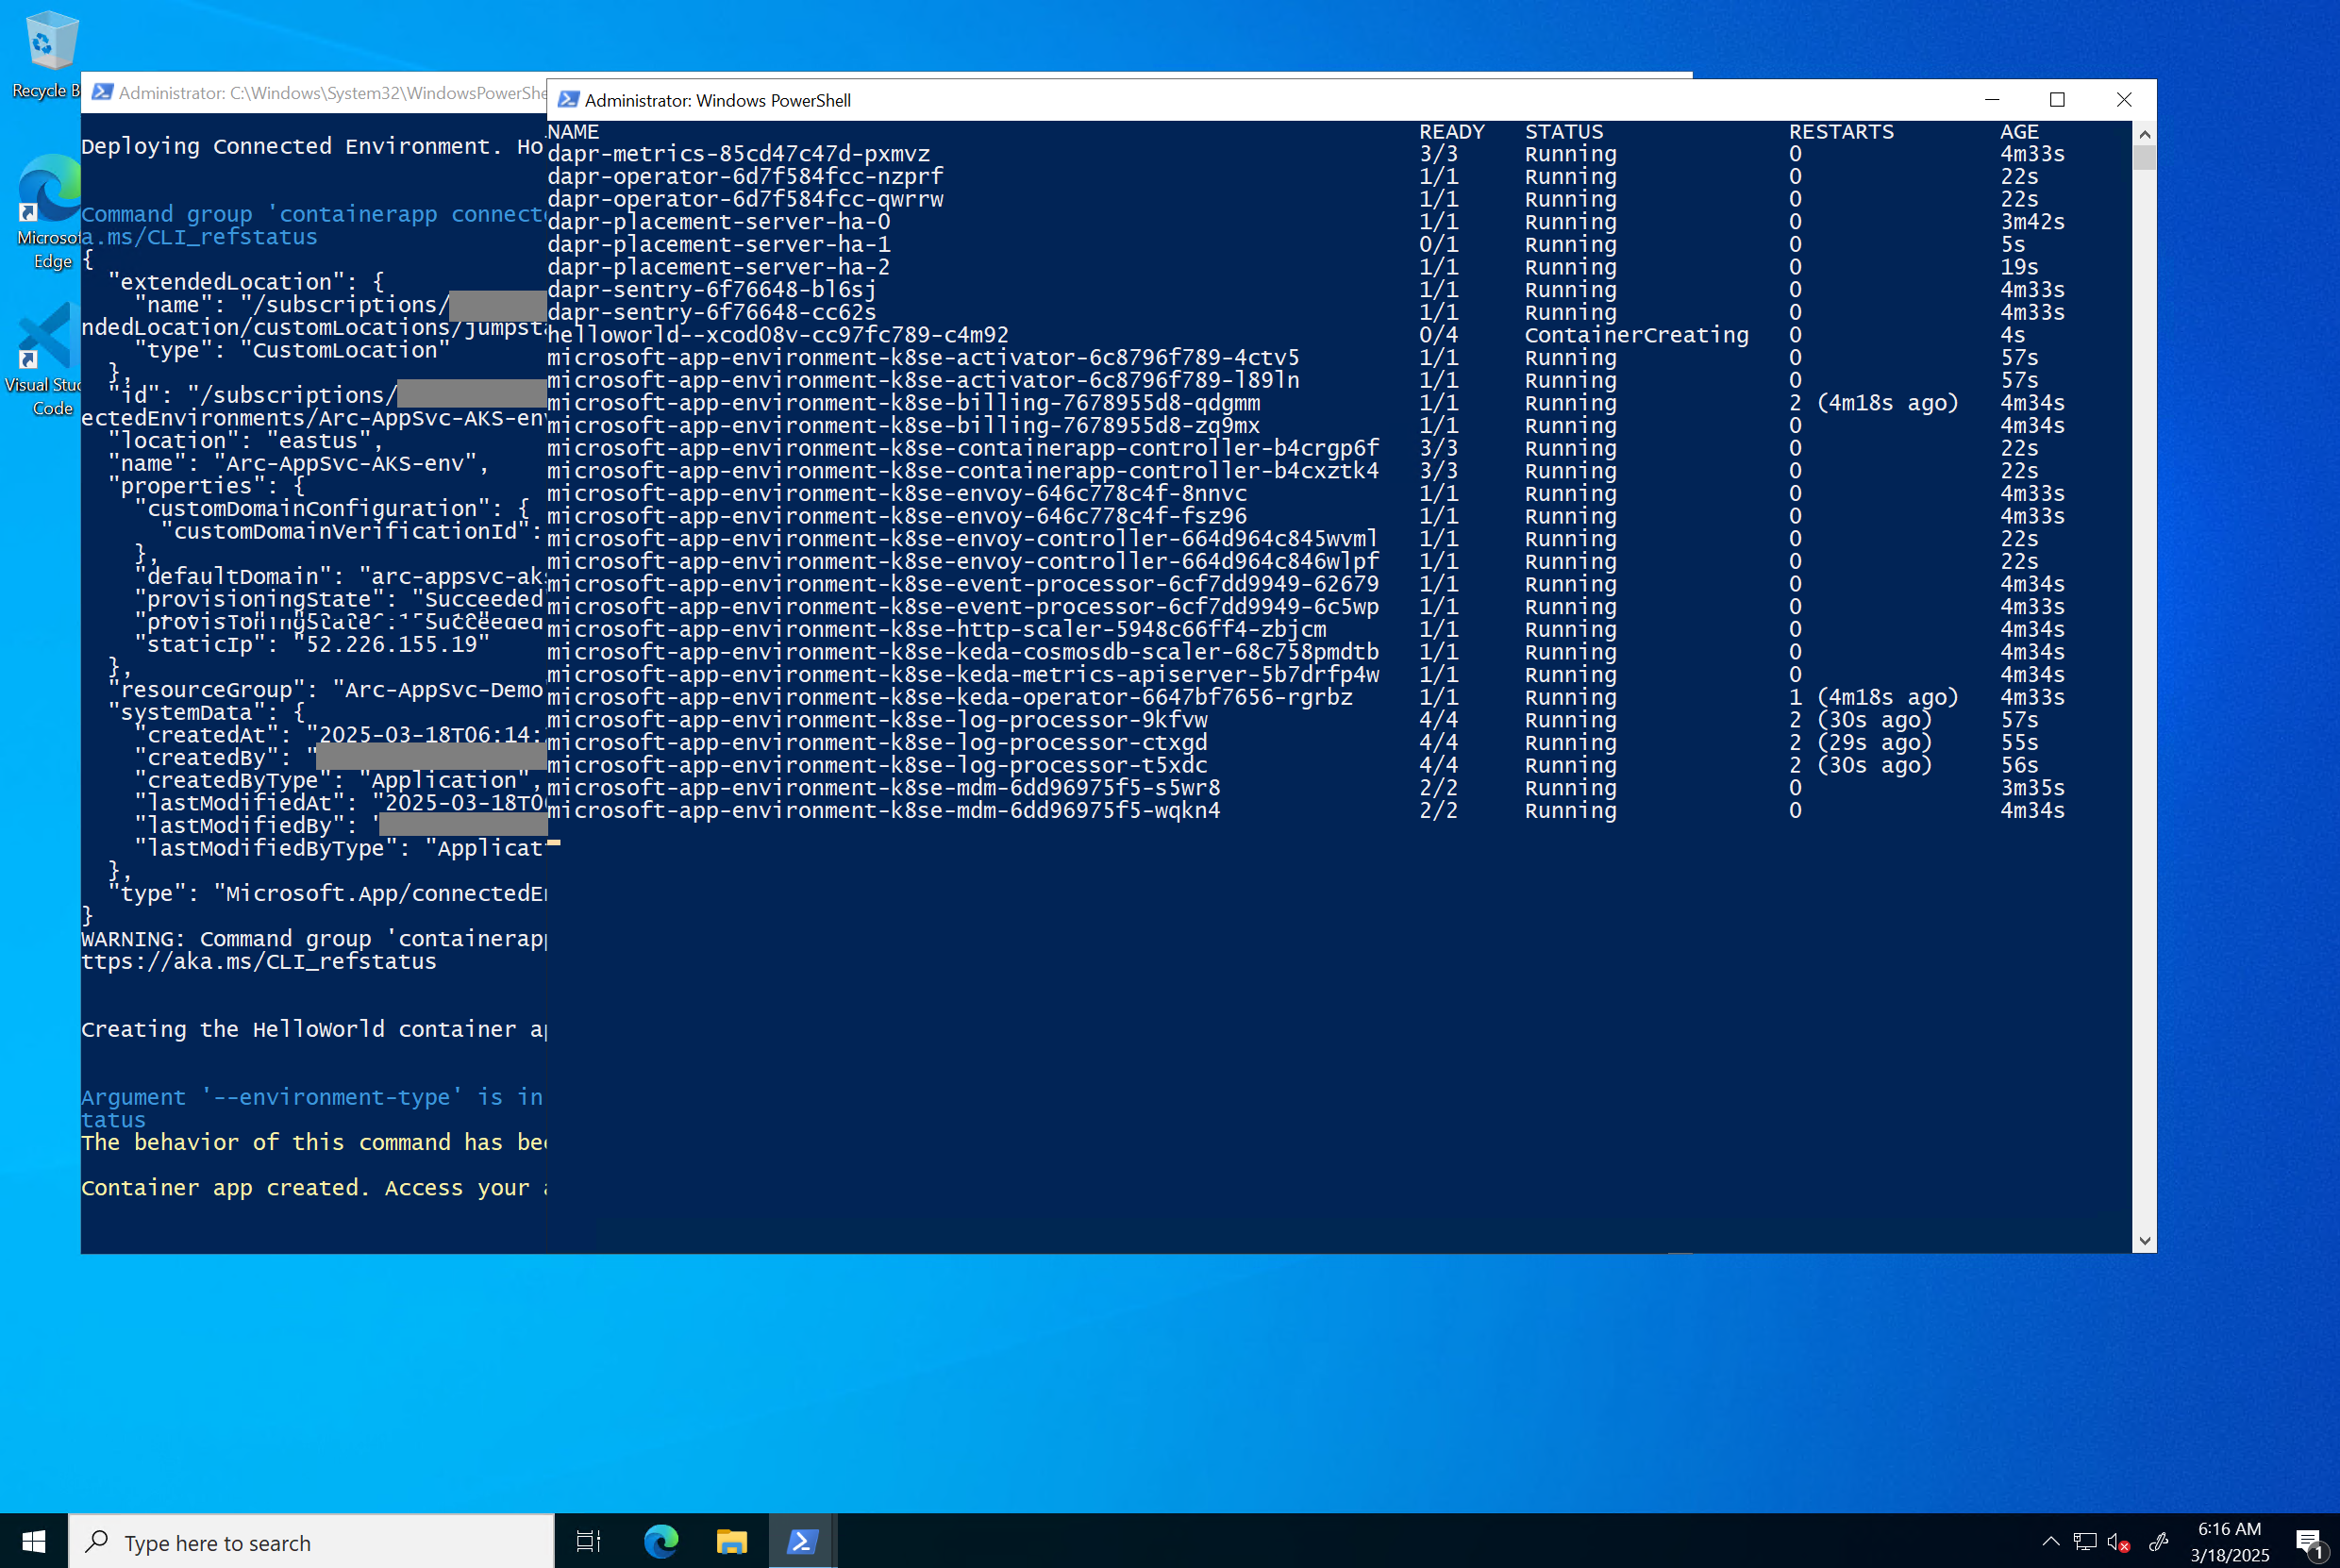 Recycle B
Microsof
Edge
Visual Stud
Code
Administrator: C:\Windows\System32\WindowsPowerShe
Deploying Connected Environment. Ho
Command group 'containerapp connect
a.ms/CLI_refstatus
{
"extendedLocation": {
"name": "/subscriptions/
ndedLocation/customLocations/jumpsta
"type": "CustomLocation"
},
"id": "/subscriptions/
ectedEnvironments/Arc-AppSvc-AKS-env
"location": "eastus",
"name": "Arc-AppSvc-AKS-env",
"properties": {
"customDomainConfiguration": {
"customDomainVerificationId":
},
"defaultDomain": "arc-appsvc-aks
"provisioningState": "Succeeded
"provisioningState": "Succeeded
"staticIp": "52.226.155.19"
},
"resourceGroup": "Arc-AppSvc-Demo
"systemData": {
"createdAt": "2025-03-18T06:14:
"createdBy": "
"createdByType": "Application",
"lastModifiedAt": "2025-03-18T0
"lastModifiedBy": "
"lastModifiedByType": "Applicat
},
"type": "Microsoft.App/connectedEn
}
WARNING: Command group 'containerapp
ttps://aka.ms/CLI_refstatus
Creating the HelloWorld container ap
Argument '--environment-type' is in
tatus
The behavior of this command has bee
Container app created. Access your a
Administrator: Windows PowerShell
NAME READY STATUS RESTARTS AGE
dapr-metrics-85cd47c47d-pxmvz 3/3 Running 0 4m33s
dapr-operator-6d7f584fcc-nzprf 1/1 Running 0 22s
dapr-operator-6d7f584fcc-qwrrw 1/1 Running 0 22s
dapr-placement-server-ha-0 1/1 Running 0 3m42s
dapr-placement-server-ha-1 0/1 Running 0 5s
dapr-placement-server-ha-2 1/1 Running 0 19s
dapr-sentry-6f76648-bl6sj 1/1 Running 0 4m33s
dapr-sentry-6f76648-cc62s 1/1 Running 0 4m33s
helloworld--xcod08v-cc97fc789-c4m92 0/4 ContainerCreating 0 4s
microsoft-app-environment-k8se-activator-6c8796f789-4ctv5 1/1 Running 0 57s
microsoft-app-environment-k8se-activator-6c8796f789-l89ln 1/1 Running 0 57s
microsoft-app-environment-k8se-billing-7678955d8-qdgmm 1/1 Running 2 (4m18s ago) 4m34s
microsoft-app-environment-k8se-billing-7678955d8-zq9mx 1/1 Running 0 4m34s
microsoft-app-environment-k8se-containerapp-controller-b4crgp6f 3/3 Running 0 22s
microsoft-app-environment-k8se-containerapp-controller-b4cxztk4 3/3 Running 0 22s
microsoft-app-environment-k8se-envoy-646c778c4f-8nnvc 1/1 Running 0 4m33s
microsoft-app-environment-k8se-envoy-646c778c4f-fsz96 1/1 Running 0 4m33s
microsoft-app-environment-k8se-envoy-controller-664d964c845wvml 1/1 Running 0 22s
microsoft-app-environment-k8se-envoy-controller-664d964c846wlpf 1/1 Running 0 22s
microsoft-app-environment-k8se-event-processor-6cf7dd9949-62679 1/1 Running 0 4m34s
microsoft-app-environment-k8se-event-processor-6cf7dd9949-6c5wp 1/1 Running 0 4m33s
microsoft-app-environment-k8se-http-scaler-5948c66ff4-zbjcm 1/1 Running 0 4m34s
microsoft-app-environment-k8se-keda-cosmosdb-scaler-68c758pmdtb 1/1 Running 0 4m34s
microsoft-app-environment-k8se-keda-metrics-apiserver-5b7drfp4w 1/1 Running 0 4m34s
microsoft-app-environment-k8se-keda-operator-6647bf7656-rgrbz 1/1 Running 1 (4m18s ago) 4m33s
microsoft-app-environment-k8se-log-processor-9kfvw 4/4 Running 2 (30s ago) 57s
microsoft-app-environment-k8se-log-processor-ctxgd 4/4 Running 2 (29s ago) 55s
microsoft-app-environment-k8se-log-processor-t5xdc 4/4 Running 2 (30s ago) 56s
microsoft-app-environment-k8se-mdm-6dd96975f5-s5wr8 2/2 Running 0 3m35s
microsoft-app-environment-k8se-mdm-6dd96975f5-wqkn4 2/2 Running 0 4m34s
Type here to search
6:16 AM
3/18/2025
1